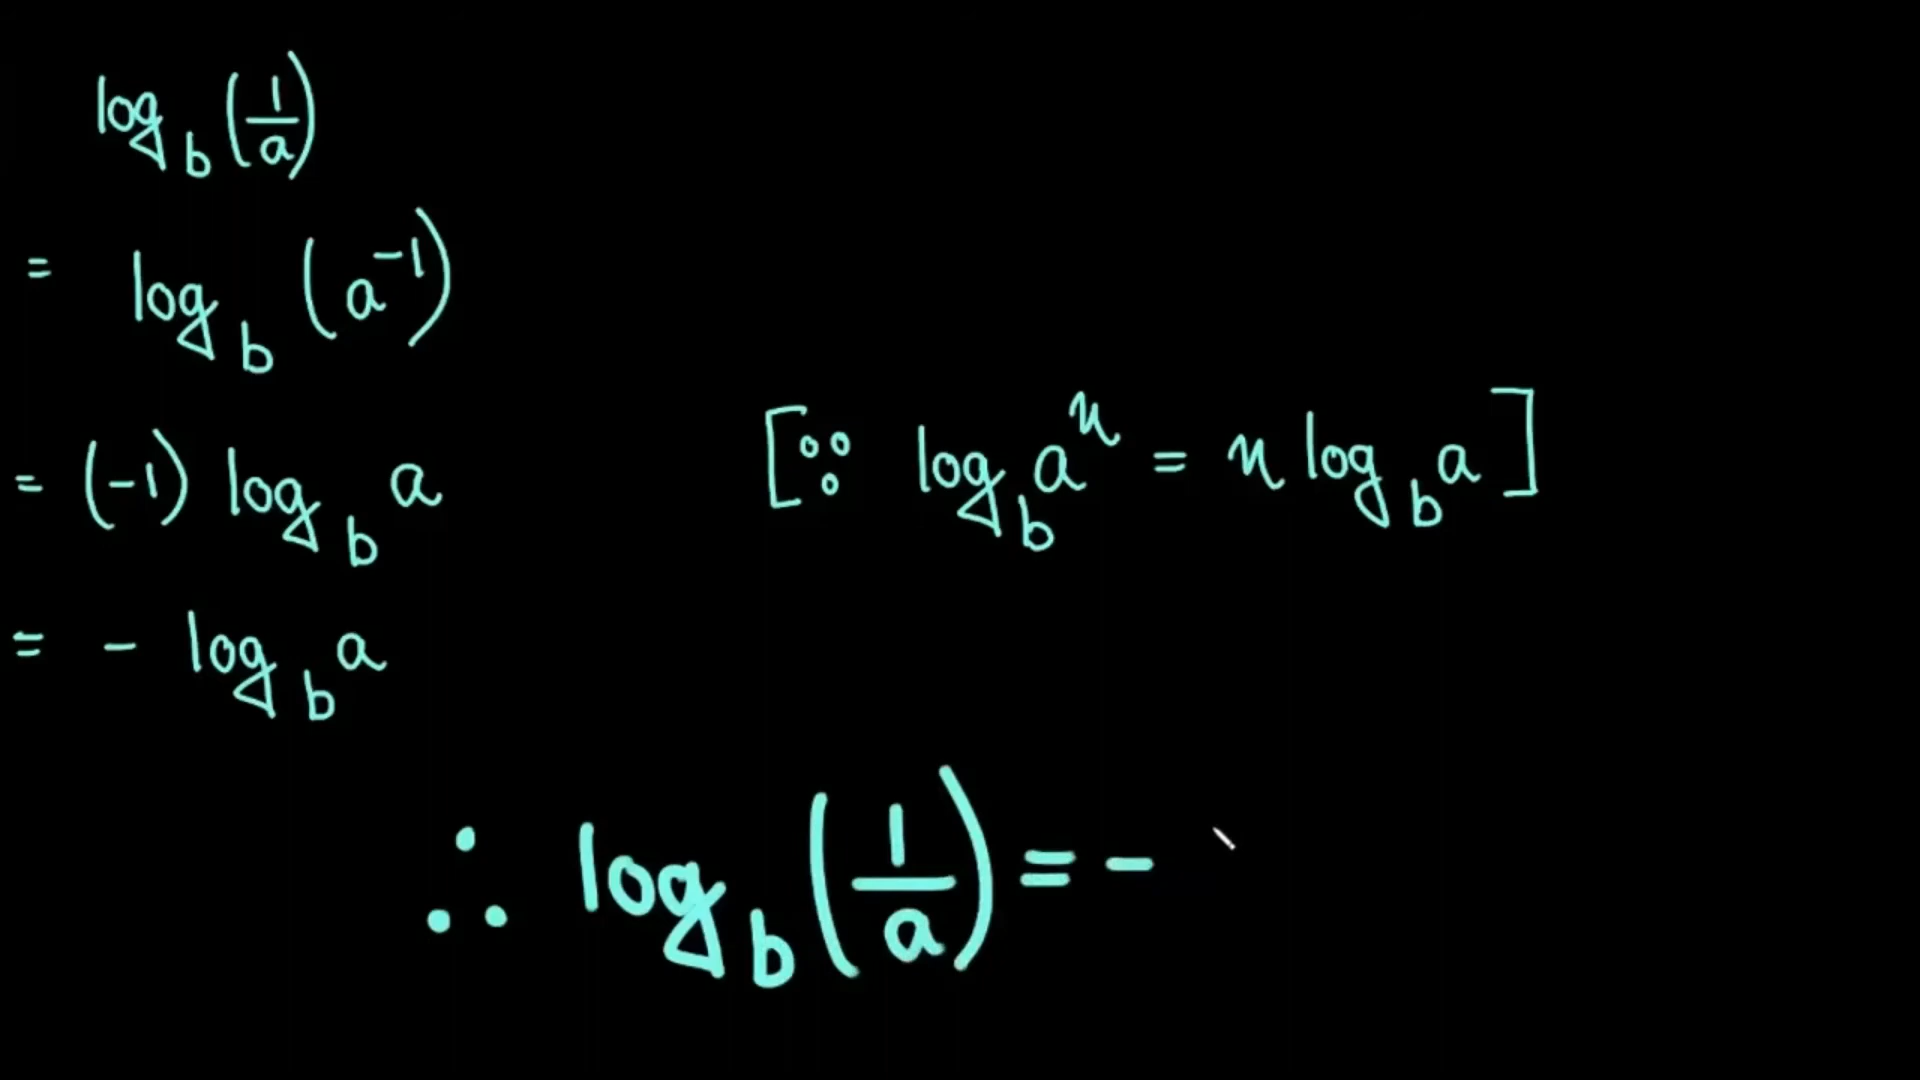 log_b (1/a)
= log_b (a^-1)
= (-1) log_b a
[∵ log_b a^n = n log_b a]
= - log_b a
∴ log_b (1/a) = -